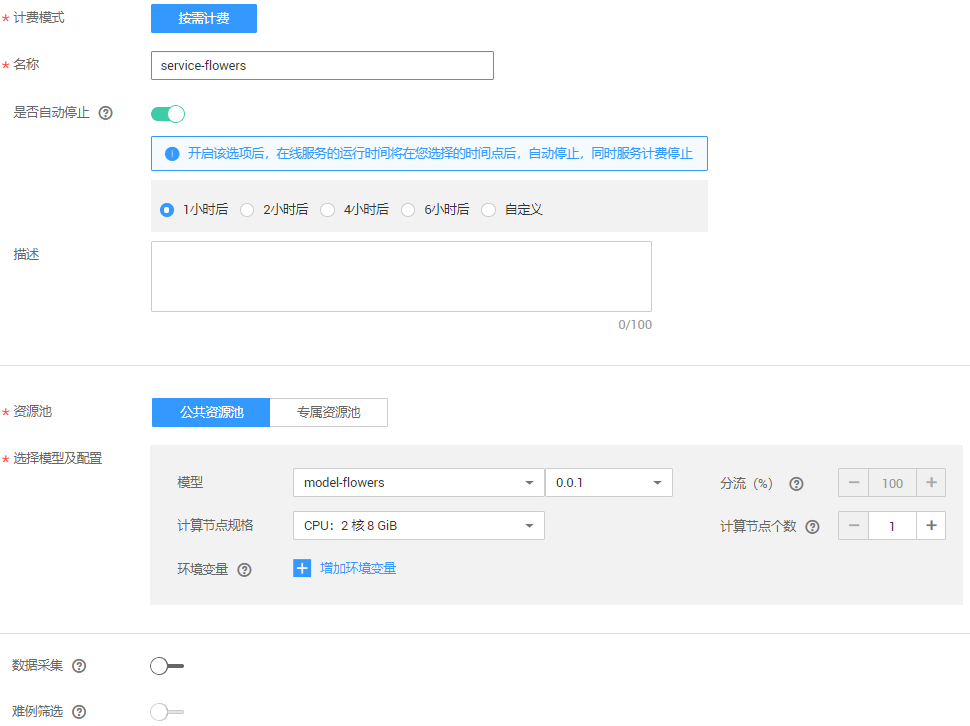 * 计费模式 按需计费
* 名称 service-flowers
是否自动停止 ?
开启该选项后，在线服务的运行时间将在您选择的时间点后，自动停止，同时服务计费停止
1小时后 2小时后 4小时后 6小时后 自定义
描述
0/100
* 资源池 公共资源池 专属资源池
* 选择模型及配置
模型 model-flowers 0.0.1 分流（%） ? − 100 +
计算节点规格 CPU：2 核 8 GiB 计算节点个数 ? − 1 +
环境变量 ? + 增加环境变量
数据采集 ?
难例筛选 ?